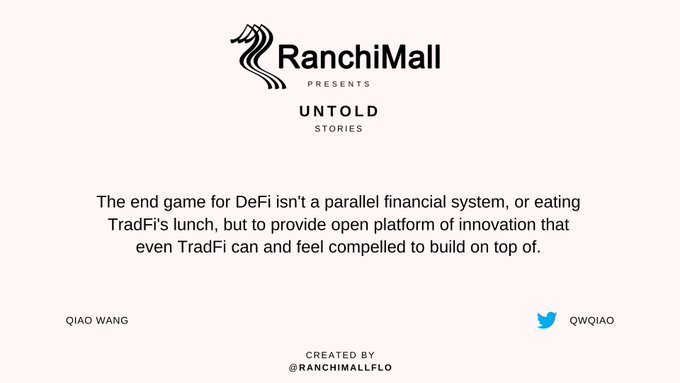 RanchiMall
PRESENTS
UNTOLD
STORIES
The end game for DeFi isn't a parallel financial system, or eating
TradFi's lunch, but to provide open platform of innovation that
even TradFi can and feel compelled to build on top of.
QIAO WANG
QWQIAO
CREATED BY
@RANCHIMALLFLO